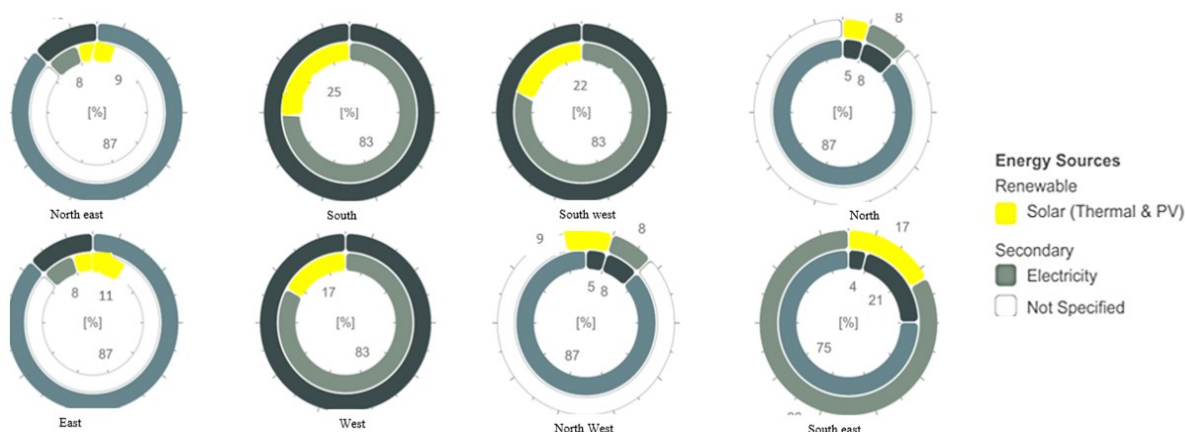 8
9
[%]
87
North east
25
[%]
83
South
22
[%]
83
South west
8
5
8
[%]
87
North
8
11
[%]
87
East
17
[%]
83
West
9
8
5
8
[%]
87
North West
17
4
21
[%]
75
South east
Energy Sources
Renewable
Solar (Thermal & PV)
Secondary
Electricity
Not Specified